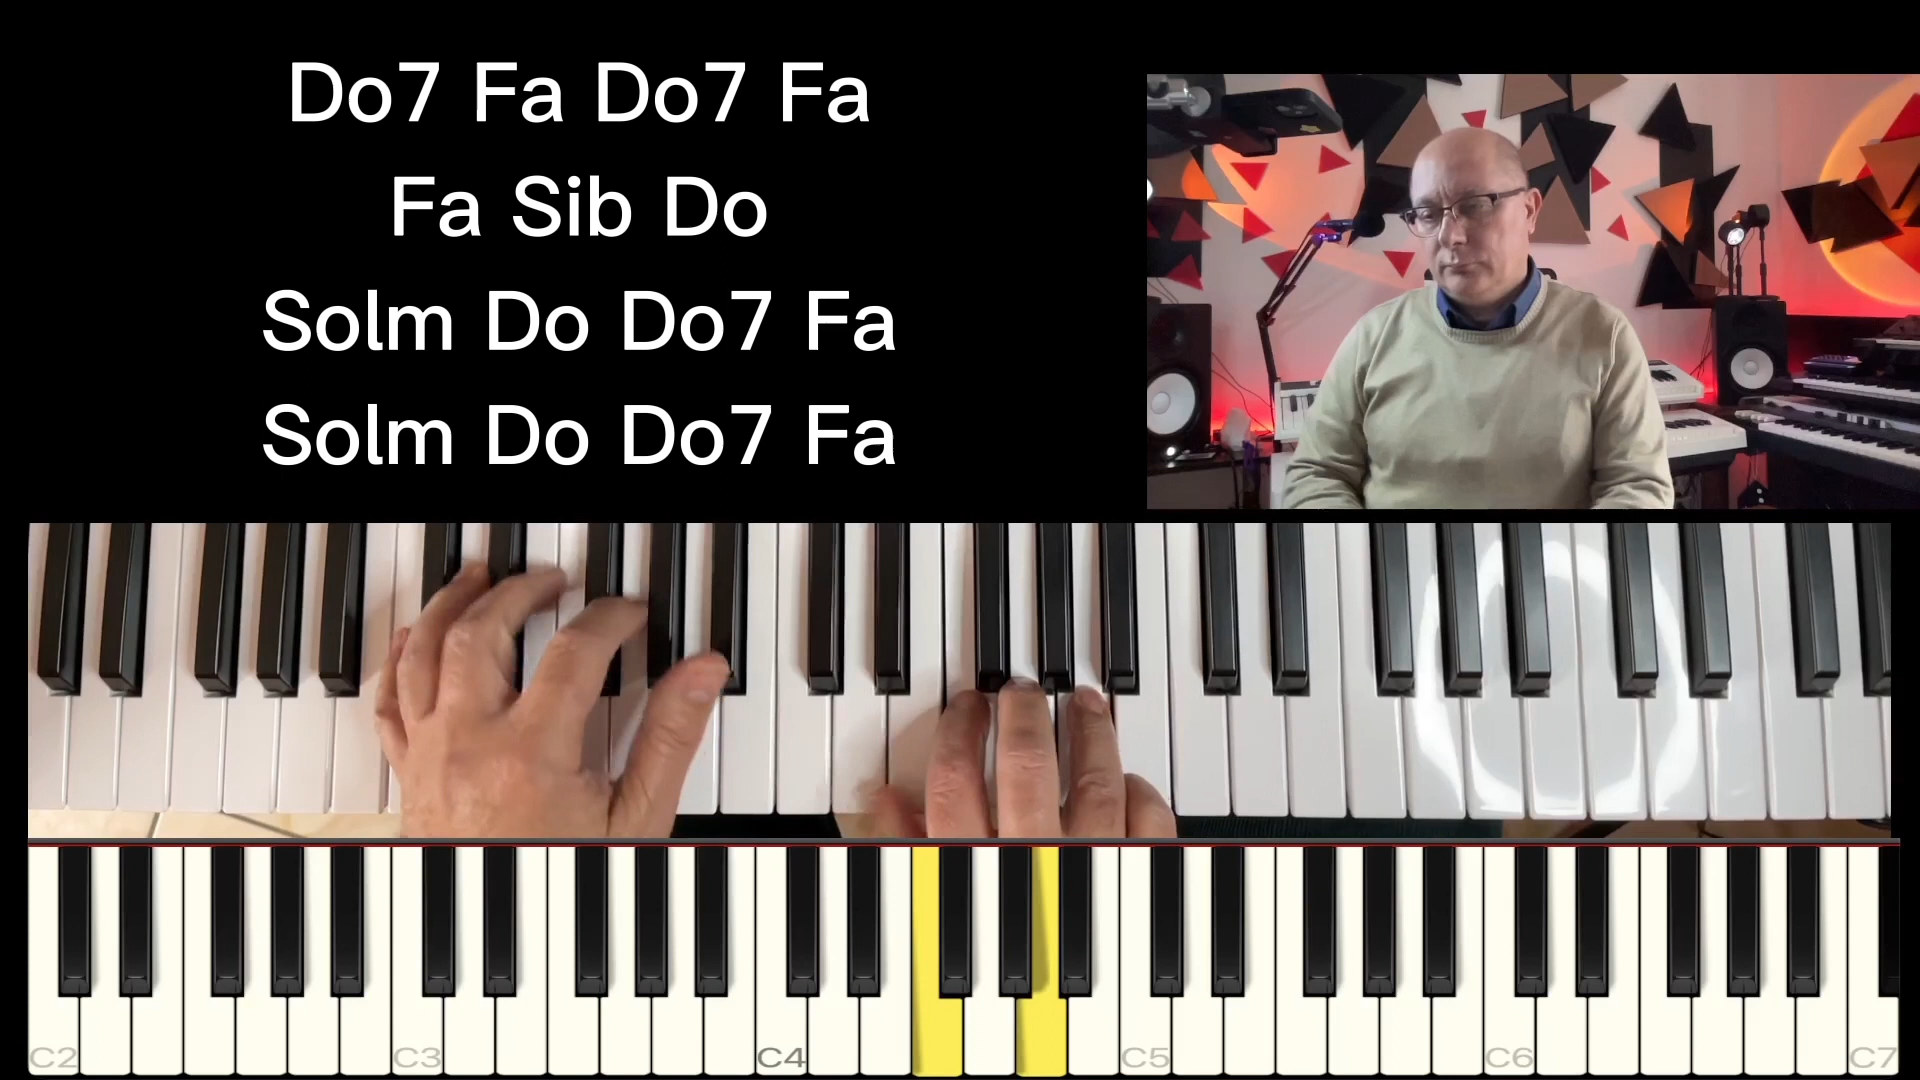 Do7 Fa Do7 Fa
Fa Sib Do
Solm Do Do7 Fa
Solm Do Do7 Fa
C2 C3 C4 C5 C6 C7